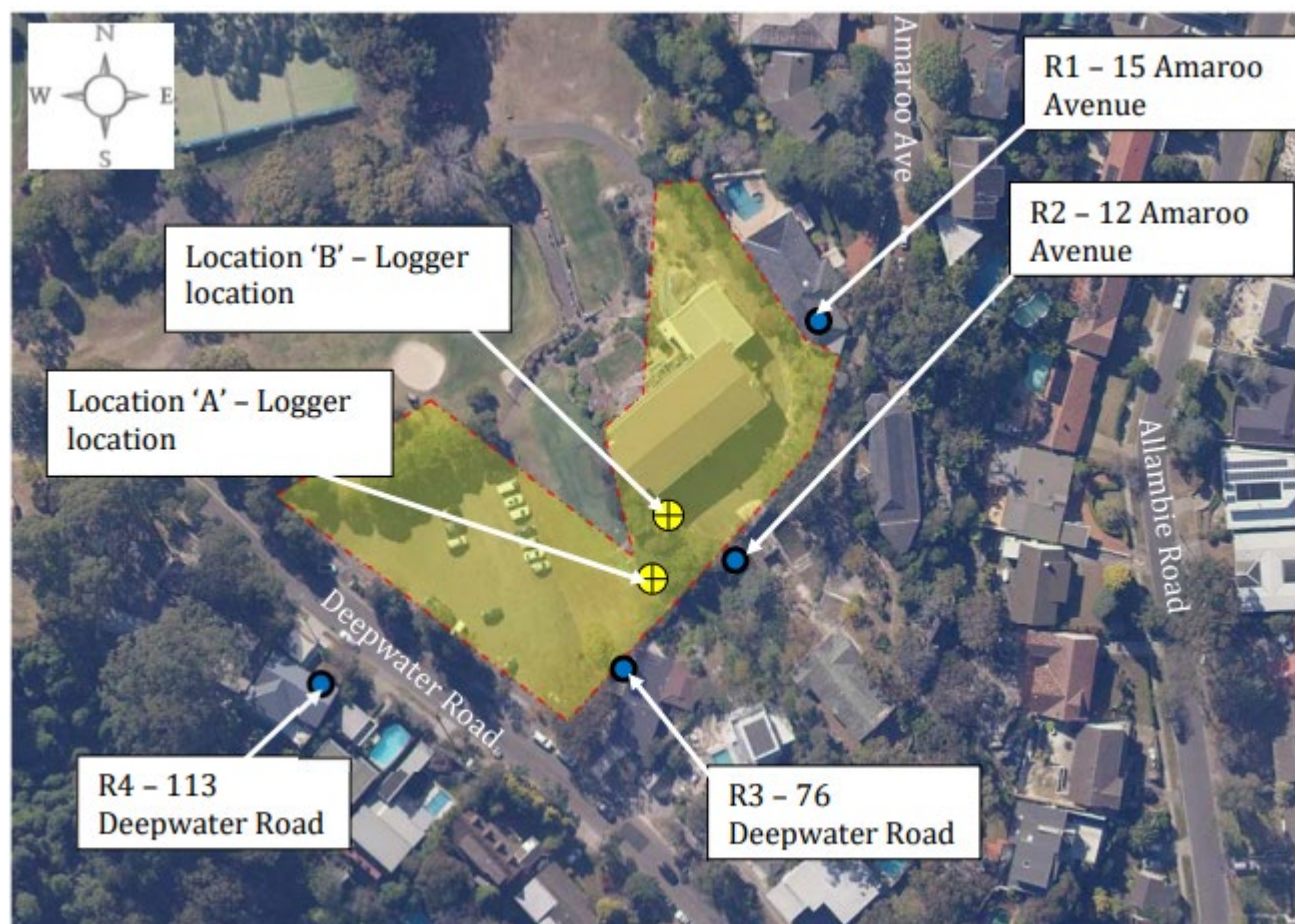 N
W E
S
Amaroo Ave
R1 – 15 Amaroo
Avenue
R2 – 12 Amaroo
Avenue
Location ‘B’ – Logger
location
Location ‘A’ – Logger
location
Allambie Road
Deepwater Road
R4 – 113
Deepwater Road
R3 – 76
Deepwater Road